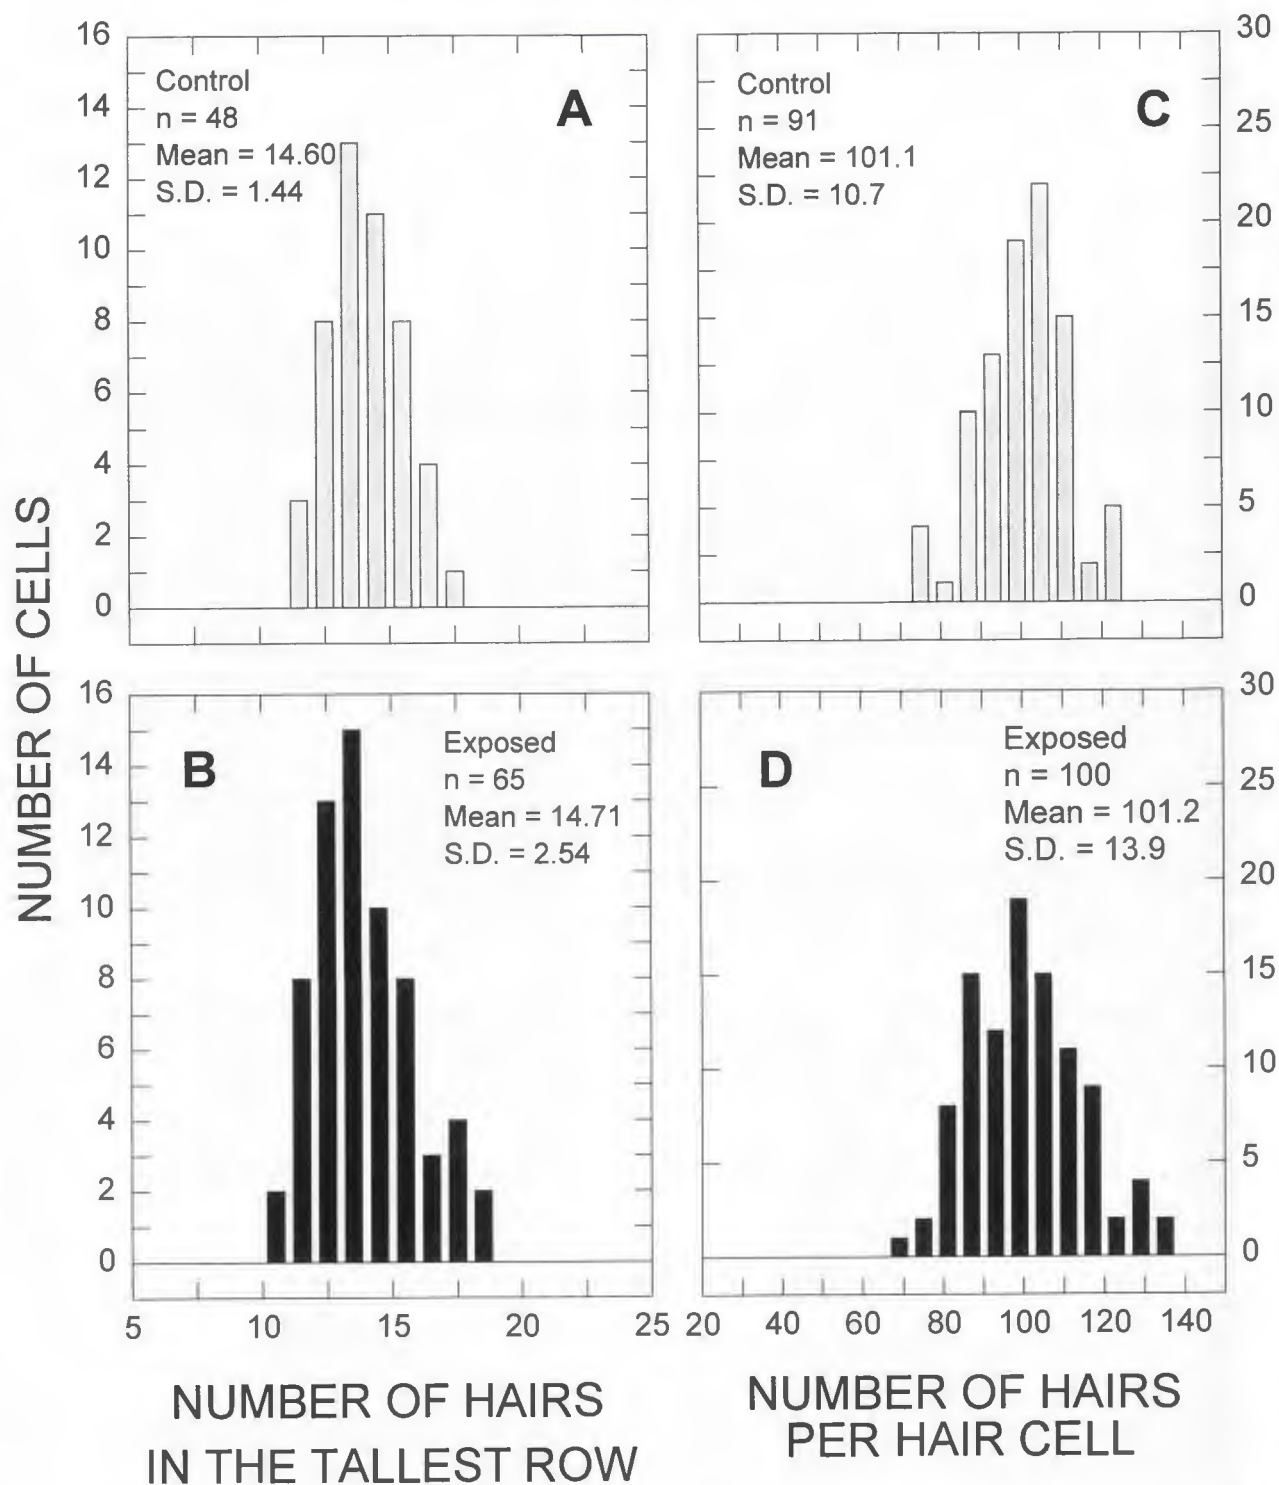 NUMBER OF CELLS
16
14
12
10
8
6
4
2
0
Control
n = 48
Mean = 14.60
S.D. = 1.44
A
Control
n = 91
Mean = 101.1
S.D. = 10.7
C
30
25
20
15
10
5
0
16
14
12
10
8
6
4
2
0
B
Exposed
n = 65
Mean = 14.71
S.D. = 2.54
D
Exposed
n = 100
Mean = 101.2
S.D. = 13.9
30
25
20
15
10
5
0
5 10 15 20 25
20 40 60 80 100 120 140
NUMBER OF HAIRS
IN THE TALLEST ROW
NUMBER OF HAIRS
PER HAIR CELL